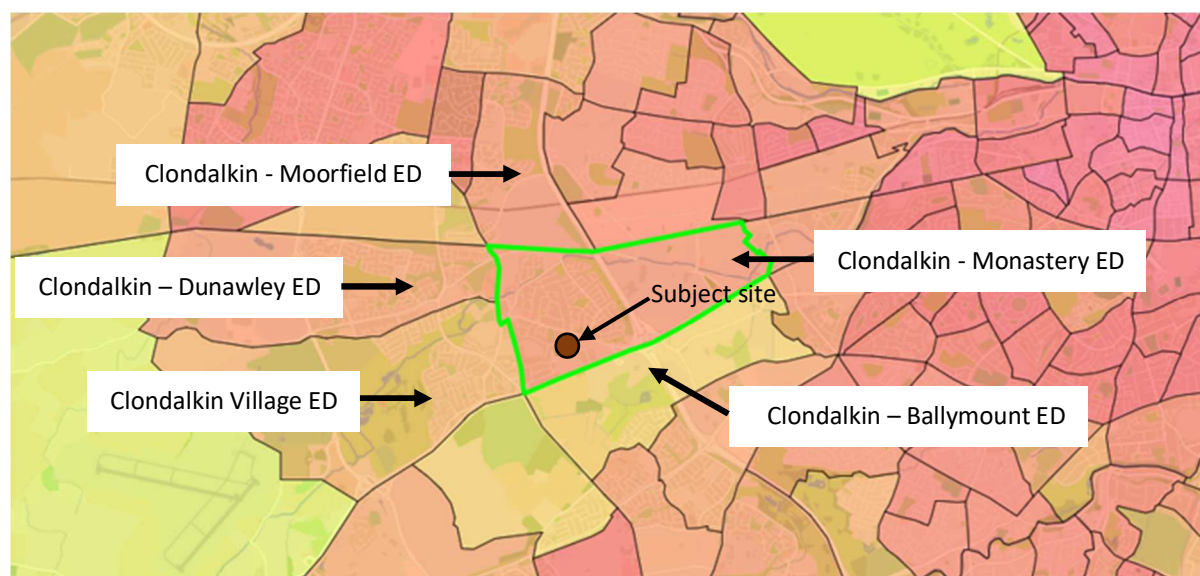 Clondalkin - Moorfield ED
Clondalkin - Monastery ED
Clondalkin – Dunawley ED
Subject site
Clondalkin Village ED
Clondalkin – Ballymount ED